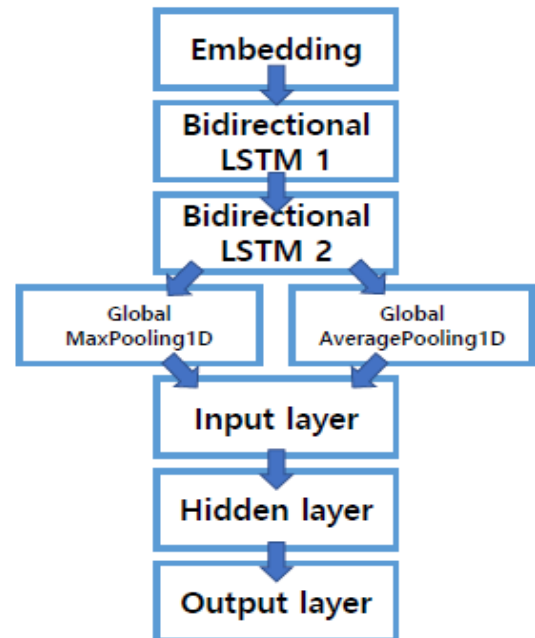 Embedding
Bidirectional
LSTM 1
Bidirectional
LSTM 2
Global
MaxPooling1D
Global
AveragePooling1D
Input layer
Hidden layer
Output layer